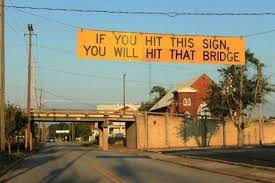 IF YOU HIT THIS SIGN,
YOU WILL HIT THAT BRIDGE